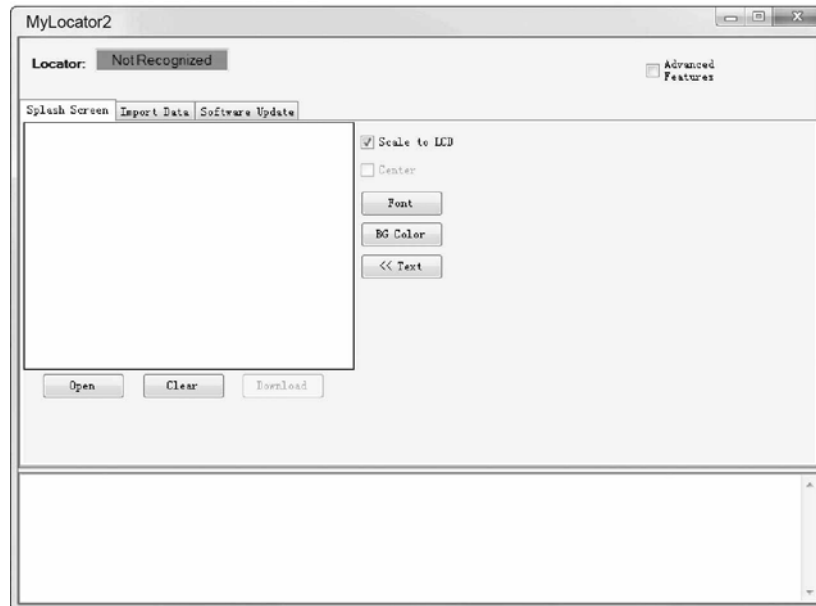 MyLocator2
Locator: Not Recognized
Advanced
Features
Splash Screen Import Data Software Update
Scale to LCD
Center
Font
BG Color
<< Text
Open Clear Download